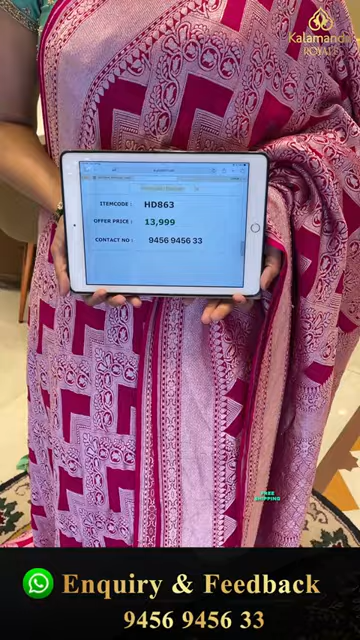 Kalamandir
ROYALE
ITEMCODE : HD863
OFFER PRICE : 13,999
CONTACT NO : 9456 9456 33
FREE
SHIPPING
Enquiry & Feedback
9456 9456 33